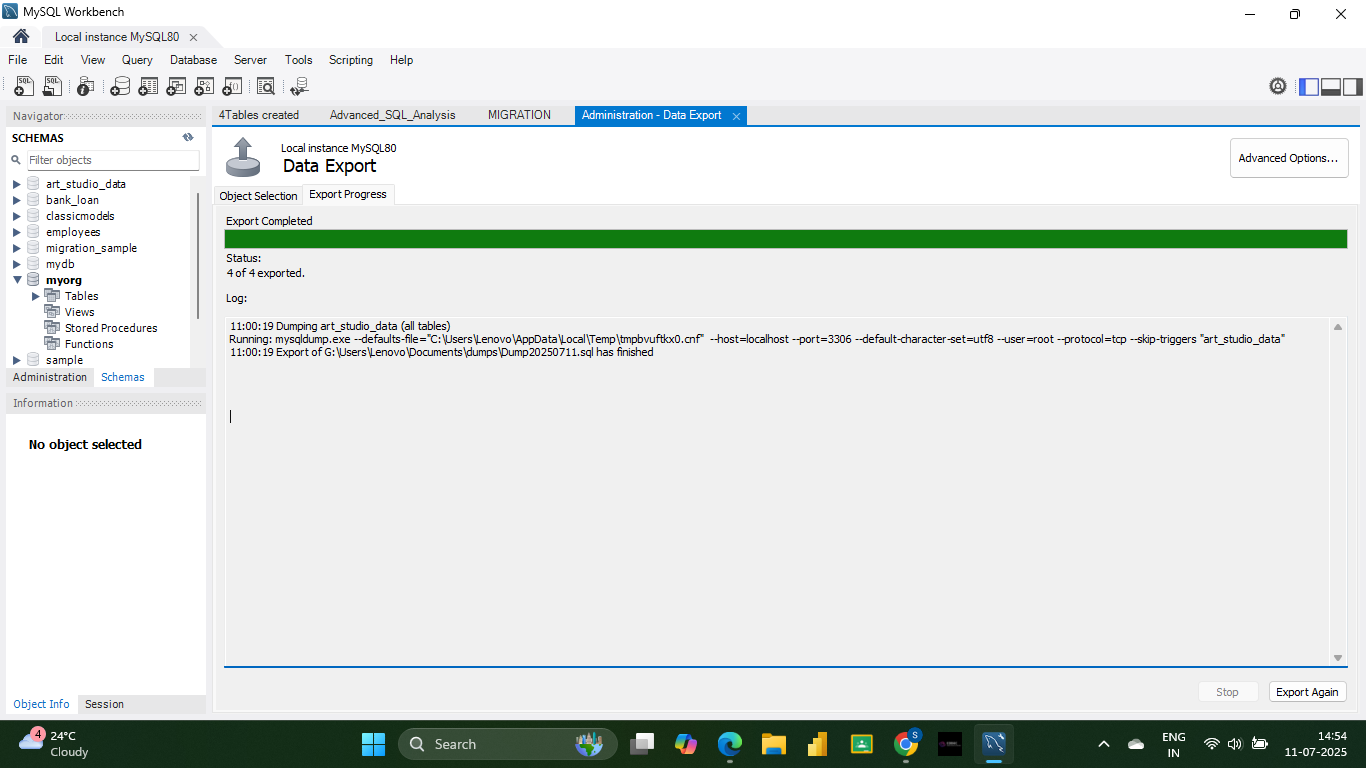 MySQL Workbench
Local instance MySQL80
File Edit View Query Database Server Tools Scripting Help
Navigator
SCHEMAS
Filter objects
art_studio_data
bank_loan
classicmodels
employees
migration_sample
mydb
myorg
Tables
Views
Stored Procedures
Functions
sample
Administration Schemas
Information
No object selected
Object Info Session
4Tables created Advanced_SQL_Analysis MIGRATION Administration - Data Export
Local instance MySQL80
Data Export
Advanced Options...
Object Selection Export Progress
Export Completed
Status:
4 of 4 exported.
Log:
11:00:19 Dumping art_studio_data (all tables)
Running: mysqldump.exe --defaults-file="C:\Users\Lenovo\AppData\Local\Temp\tmpbvuftkx0.cnf" --host=localhost --port=3306 --default-character-set=utf8 --user=root --protocol=tcp --skip-triggers "art_studio_data"
11:00:19 Export of G:\Users\Lenovo\Documents\dumps\Dump20250711.sql has finished
Stop Export Again
4
24°C
Cloudy
Search
S
ENG
IN
14:54
11-07-2025